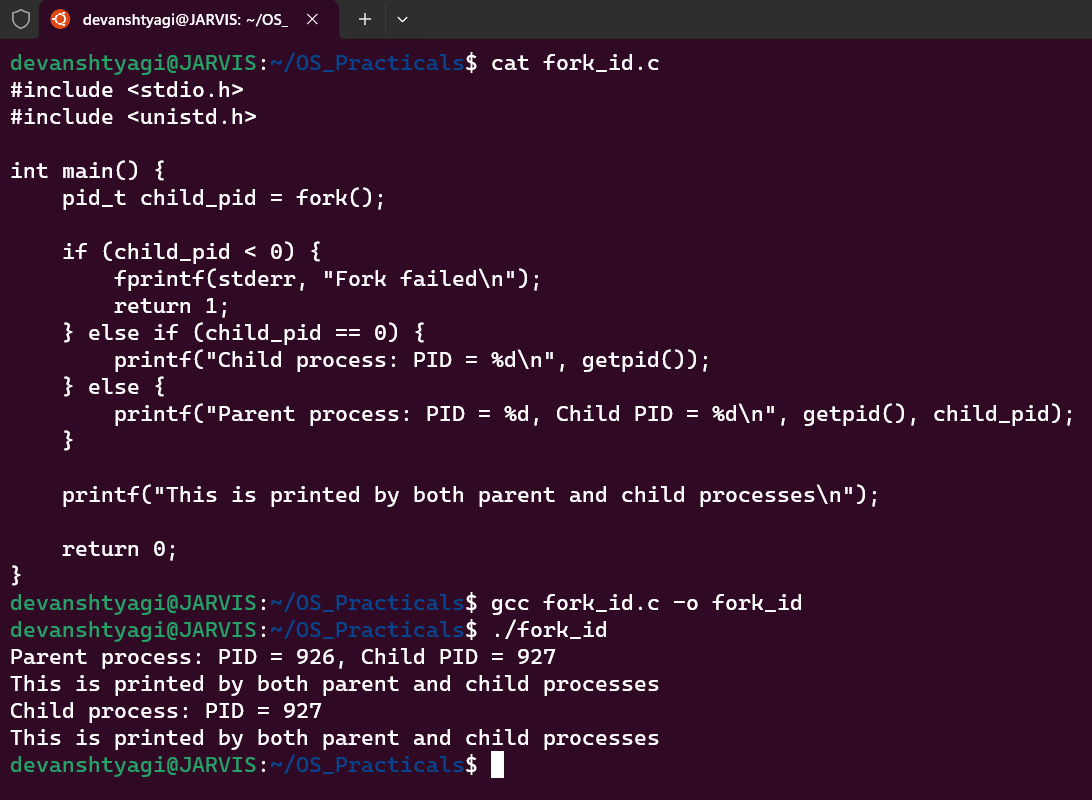 devanshtyagi@JARVIS: ~/OS_
devanshtyagi@JARVIS:~/OS_Practicals$ cat fork_id.c
#include <stdio.h>
#include <unistd.h>

int main() {
    pid_t child_pid = fork();

    if (child_pid < 0) {
        fprintf(stderr, "Fork failed\n");
        return 1;
    } else if (child_pid == 0) {
        printf("Child process: PID = %d\n", getpid());
    } else {
        printf("Parent process: PID = %d, Child PID = %d\n", getpid(), child_pid);
    }

    printf("This is printed by both parent and child processes\n");

    return 0;
}
devanshtyagi@JARVIS:~/OS_Practicals$ gcc fork_id.c -o fork_id
devanshtyagi@JARVIS:~/OS_Practicals$ ./fork_id
Parent process: PID = 926, Child PID = 927
This is printed by both parent and child processes
Child process: PID = 927
This is printed by both parent and child processes
devanshtyagi@JARVIS:~/OS_Practicals$